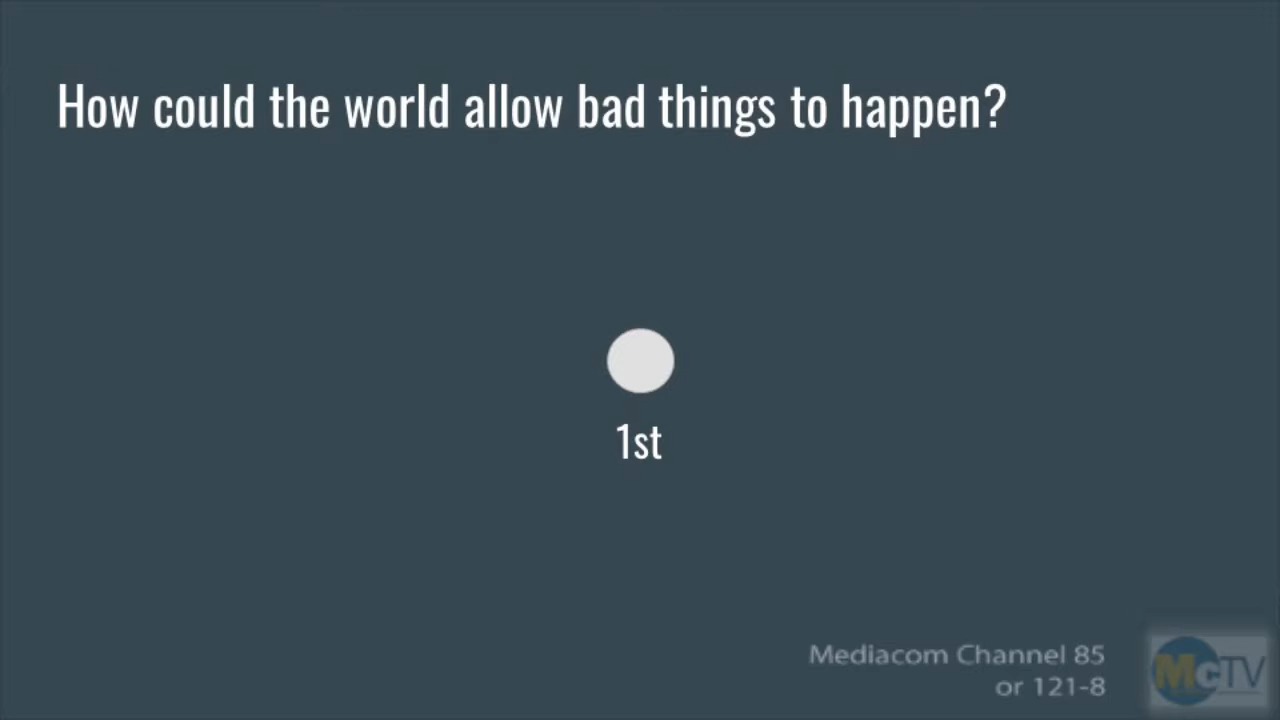 How could the world allow bad things to happen?
1st
Mediacom Channel 85
or 121-8
McTV